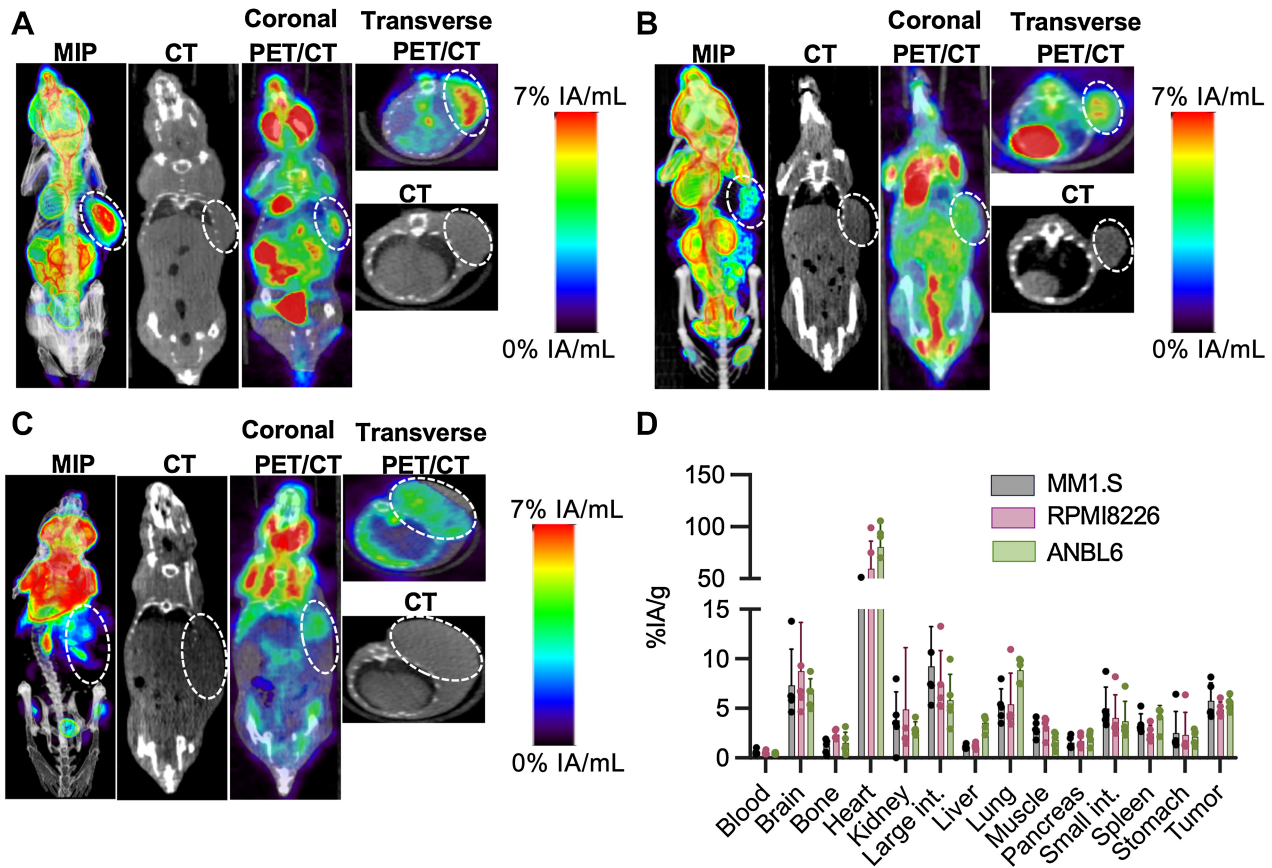 A
MIP
CT
Coronal
PET/CT
Transverse
PET/CT
CT
7% IA/mL
0% IA/mL
B
MIP
CT
Coronal
PET/CT
Transverse
PET/CT
CT
7% IA/mL
0% IA/mL
C
MIP
CT
Coronal
PET/CT
Transverse
PET/CT
CT
7% IA/mL
0% IA/mL
D
%IA/g
150
100
50
15
10
5
0
MM1.S
RPMI8226
ANBL6
Blood
Brain
Bone
Heart
Kidney
Large int.
Liver
Lung
Muscle
Pancreas
Small int.
Spleen
Stomach
Tumor